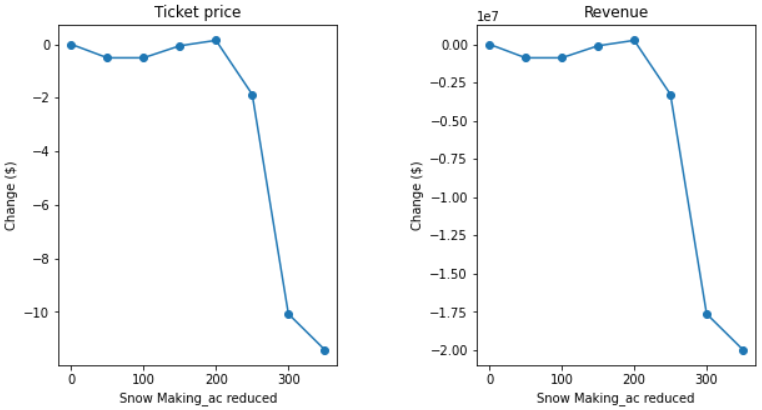 Ticket price
0
−2
−4
−6
−8
−10
Change ($)
0 100 200 300
Snow Making_ac reduced
Revenue
1e7
0.00
−0.25
−0.50
−0.75
−1.00
−1.25
−1.50
−1.75
−2.00
Change ($)
0 100 200 300
Snow Making_ac reduced